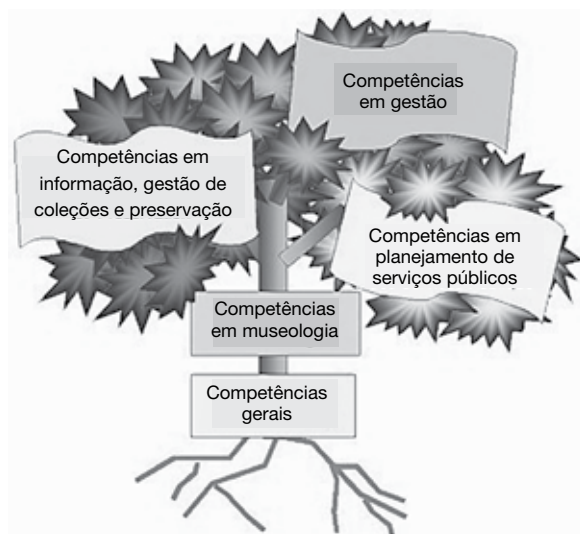 Competências
em gestão
Competências em
informação, gestão de
coleções e preservação
Competências em
planejamento de
serviços públicos
Competências
em museologia
Competências
gerais